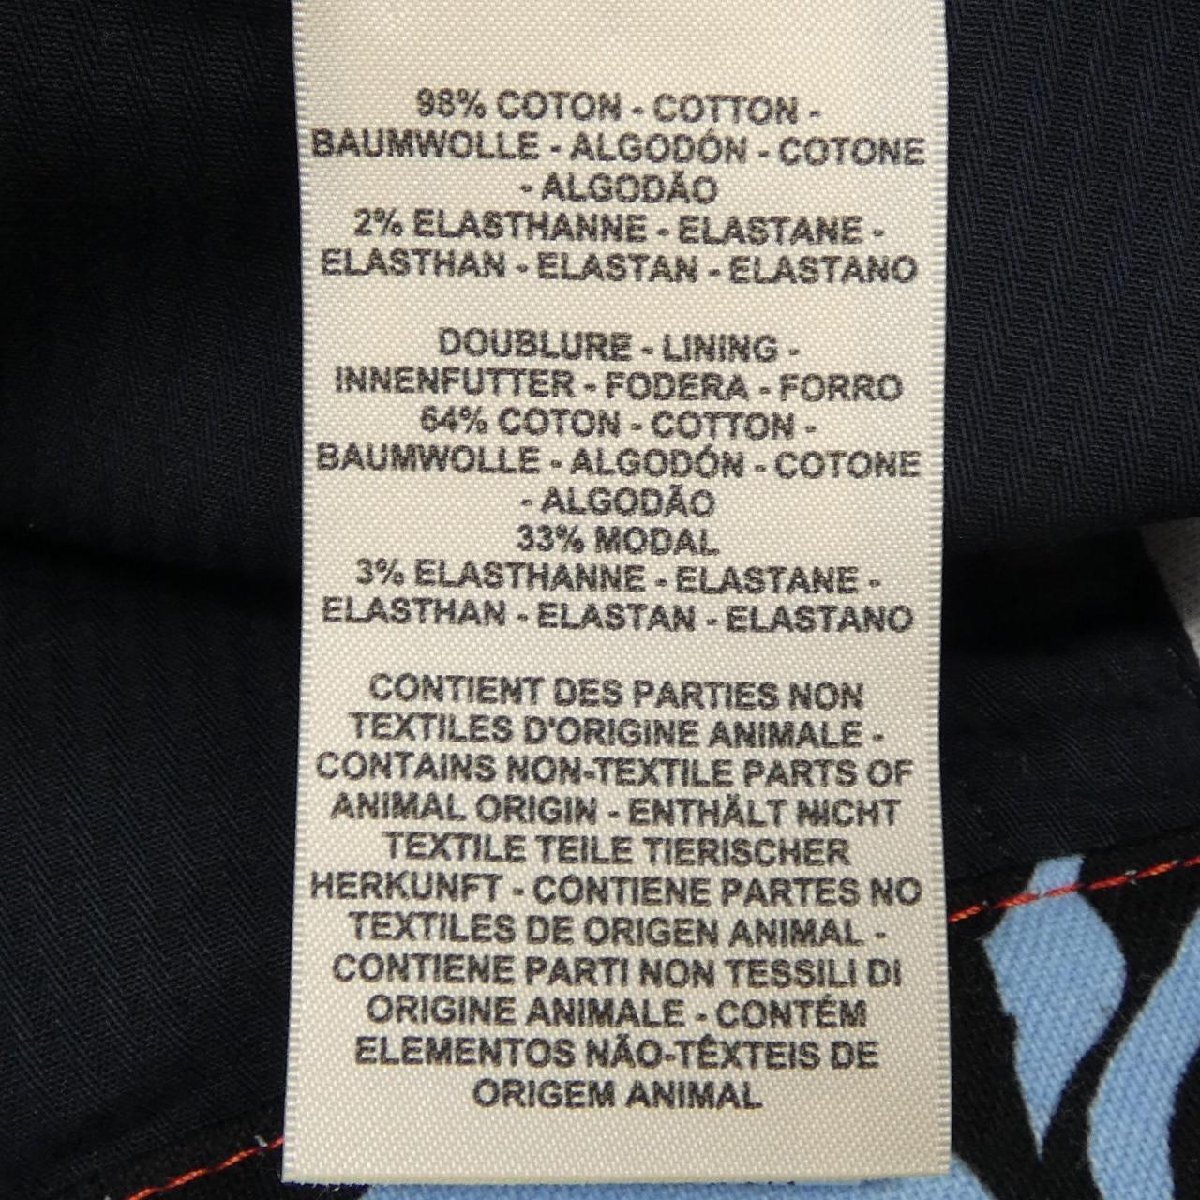 98% COTON - COTTON -
BAUMWOLLE - ALGODÓN - COTONE
- ALGODÃO
2% ELASTHANNE - ELASTANE -
ELASTHAN - ELASTAN - ELASTANO
DOUBLURE - LINING -
INNENFUTTER - FODERA - FORRO
64% COTON - COTTON -
BAUMWOLLE - ALGODÓN - COTONE
- ALGODÃO
33% MODAL
3% ELASTHANNE - ELASTANE -
ELASTHAN - ELASTAN - ELASTANO
CONTIENT DES PARTIES NON
TEXTILES D'ORIGINE ANIMALE -
CONTAINS NON-TEXTILE PARTS OF
ANIMAL ORIGIN - ENTHÄLT NICHT
TEXTILE TEILE TIERISCHER
HERKUNFT - CONTIENE PARTES NO
TEXTILES DE ORIGEN ANIMAL -
CONTIENE PARTI NON TESSILI DI
ORIGINE ANIMALE - CONTÉM
ELEMENTOS NÃO-TÊXTEIS DE
ORIGEM ANIMAL